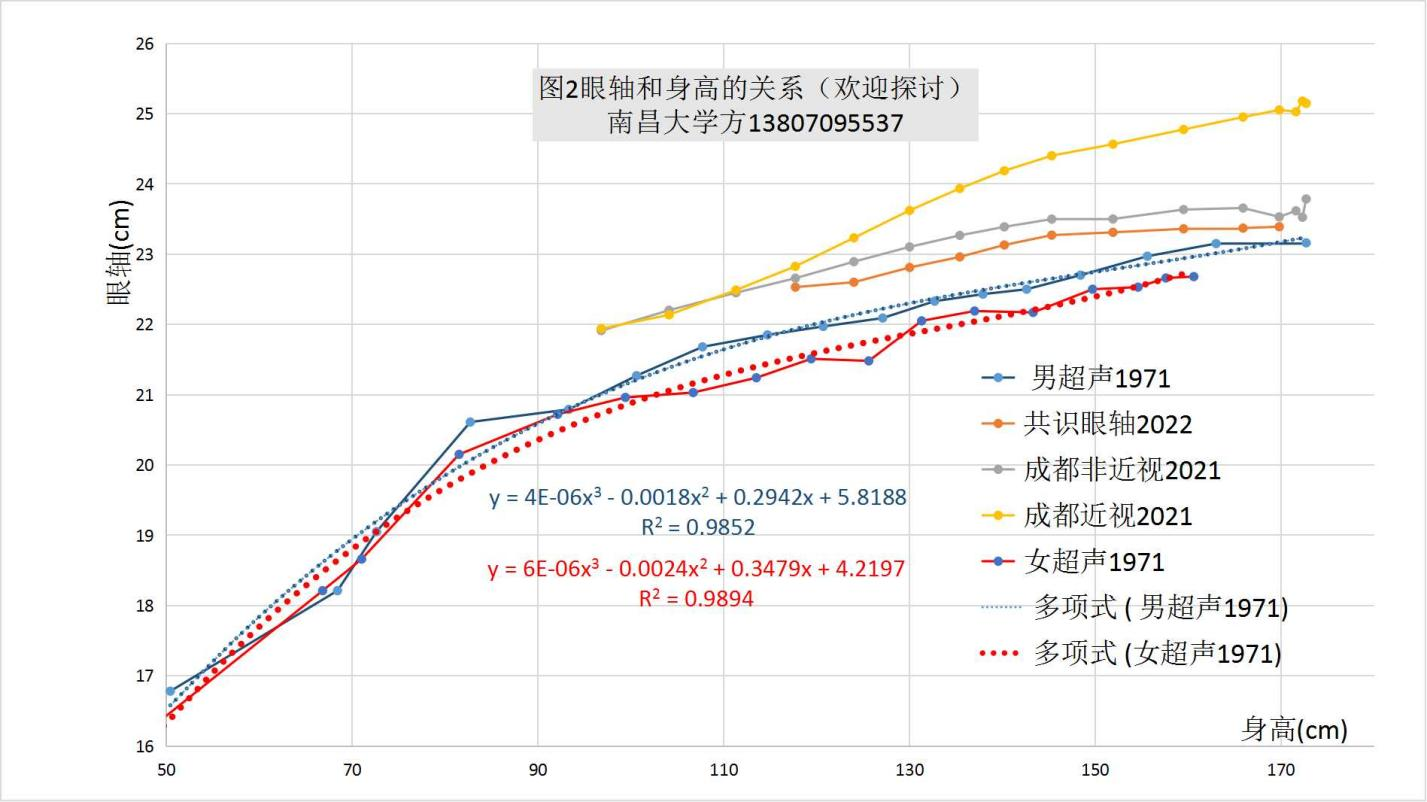 图2眼轴和身高的关系（欢迎探讨）
南昌大学方13807095537
眼轴(cm)
26
25
24
23
22
21
20
19
18
17
16
y = 4E-06x³ - 0.0018x² + 0.2942x + 5.8188
R² = 0.9852
y = 6E-06x³ - 0.0024x² + 0.3479x + 4.2197
R² = 0.9894
男超声1971
共识眼轴2022
成都非近视2021
成都近视2021
女超声1971
多项式 ( 男超声1971)
多项式 (女超声1971)
身高(cm)
50 70 90 110 130 150 170